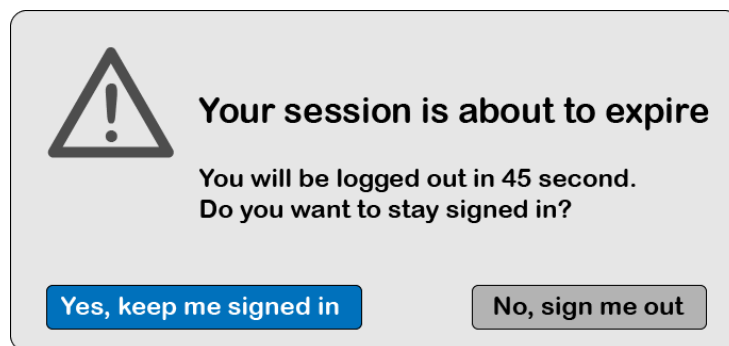 Your session is about to expire
You will be logged out in 45 second.
Do you want to stay signed in?
Yes, keep me signed in
No, sign me out